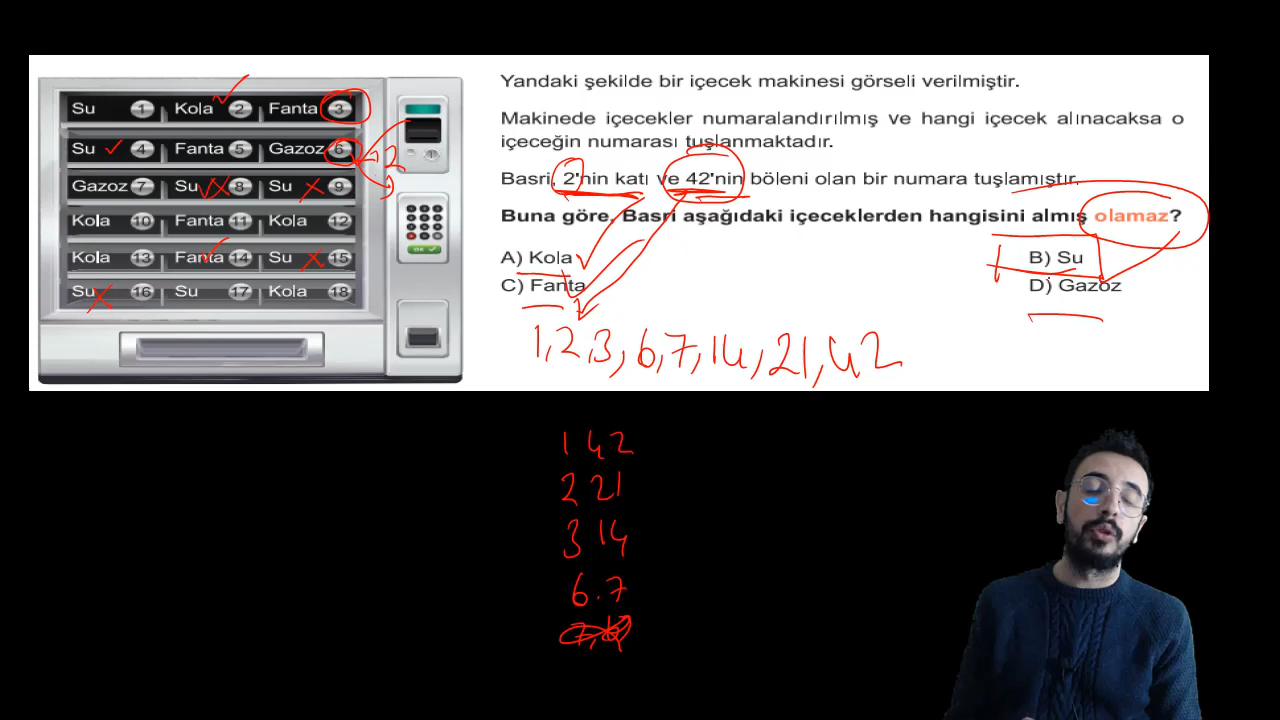 Su 1 Kola 2 Fanta 3
Su 4 Fanta 5 Gazoz 6
Gazoz 7 Su 8 Su 9
Kola 10 Fanta 11 Kola 12
Kola 13 Fanta 14 Su 15
Su 16 Su 17 Kola 18
Yandaki şekilde bir içecek makinesi görseli verilmiştir.
Makinede içecekler numaralandırılmış ve hangi içecek alınacaksa o
içeceğin numarası tuşlanmaktadır.
Basri, 2'nin katı ve 42'nin böleni olan bir numara tuşlamıştır.
Buna göre, Basri aşağıdaki içeceklerden hangisini almış olamaz?
A) Kola B) Su
C) Fanta D) Gazoz
1, 2, 3, 6, 7, 14, 21, 42
1 42
2 21
3 14
6.7